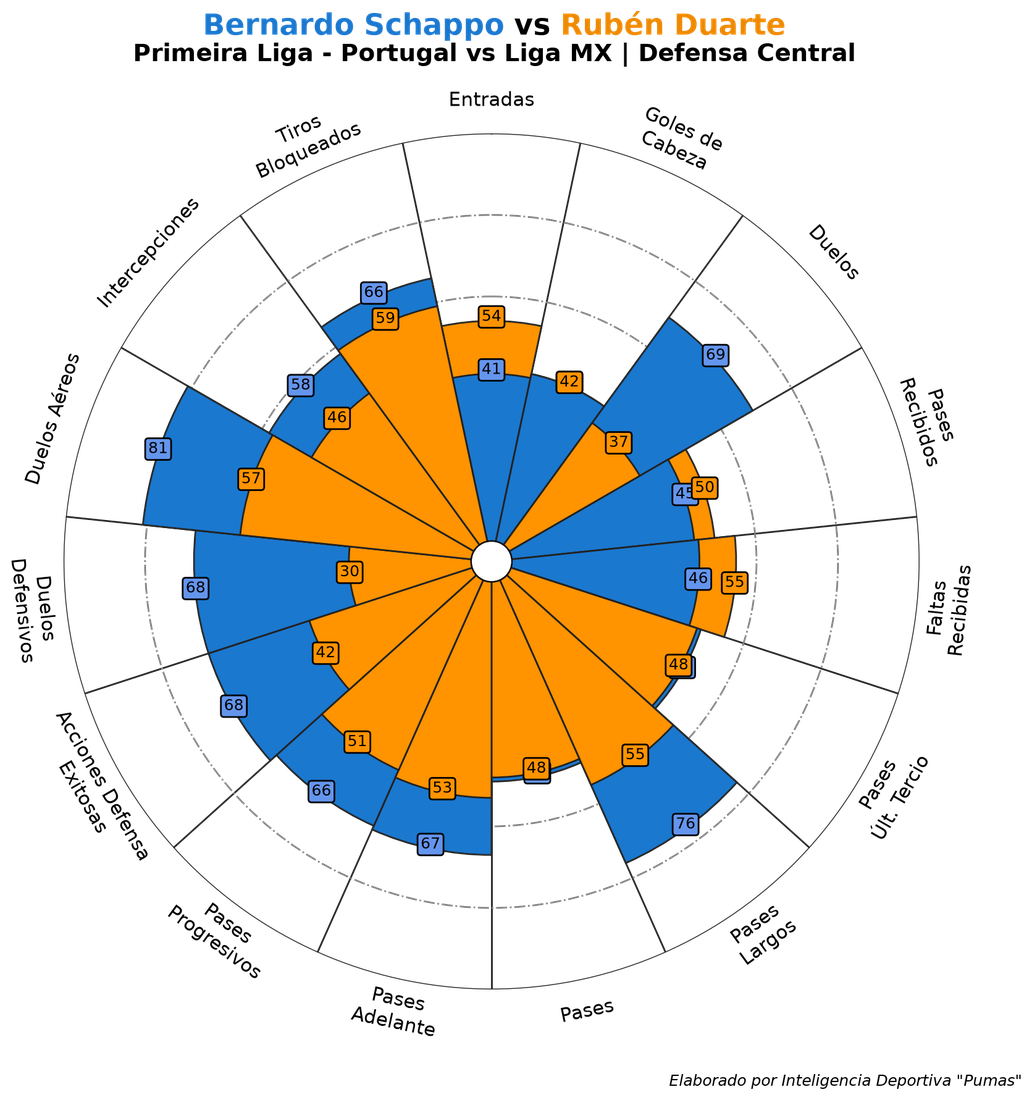 Bernardo Schappo vs Rubén Duarte
Primeira Liga - Portugal vs Liga MX | Defensa Central
Entradas
Goles de
Cabeza
Duelos
Pases
Recibidos
Faltas
Recibidas
Pases
Últ. Tercio
Pases
Largos
Pases
Pases
Adelante
Pases
Progresivos
Acciones Defensa
Exitosas
Duelos
Defensivos
Duelos Aéreos
Intercepciones
Tiros
Bloqueados
54
41
42
69
37
45
50
46
55
48
55
76
48
53
67
51
66
42
68
30
68
57
81
46
58
59
66
Elaborado por Inteligencia Deportiva "Pumas"